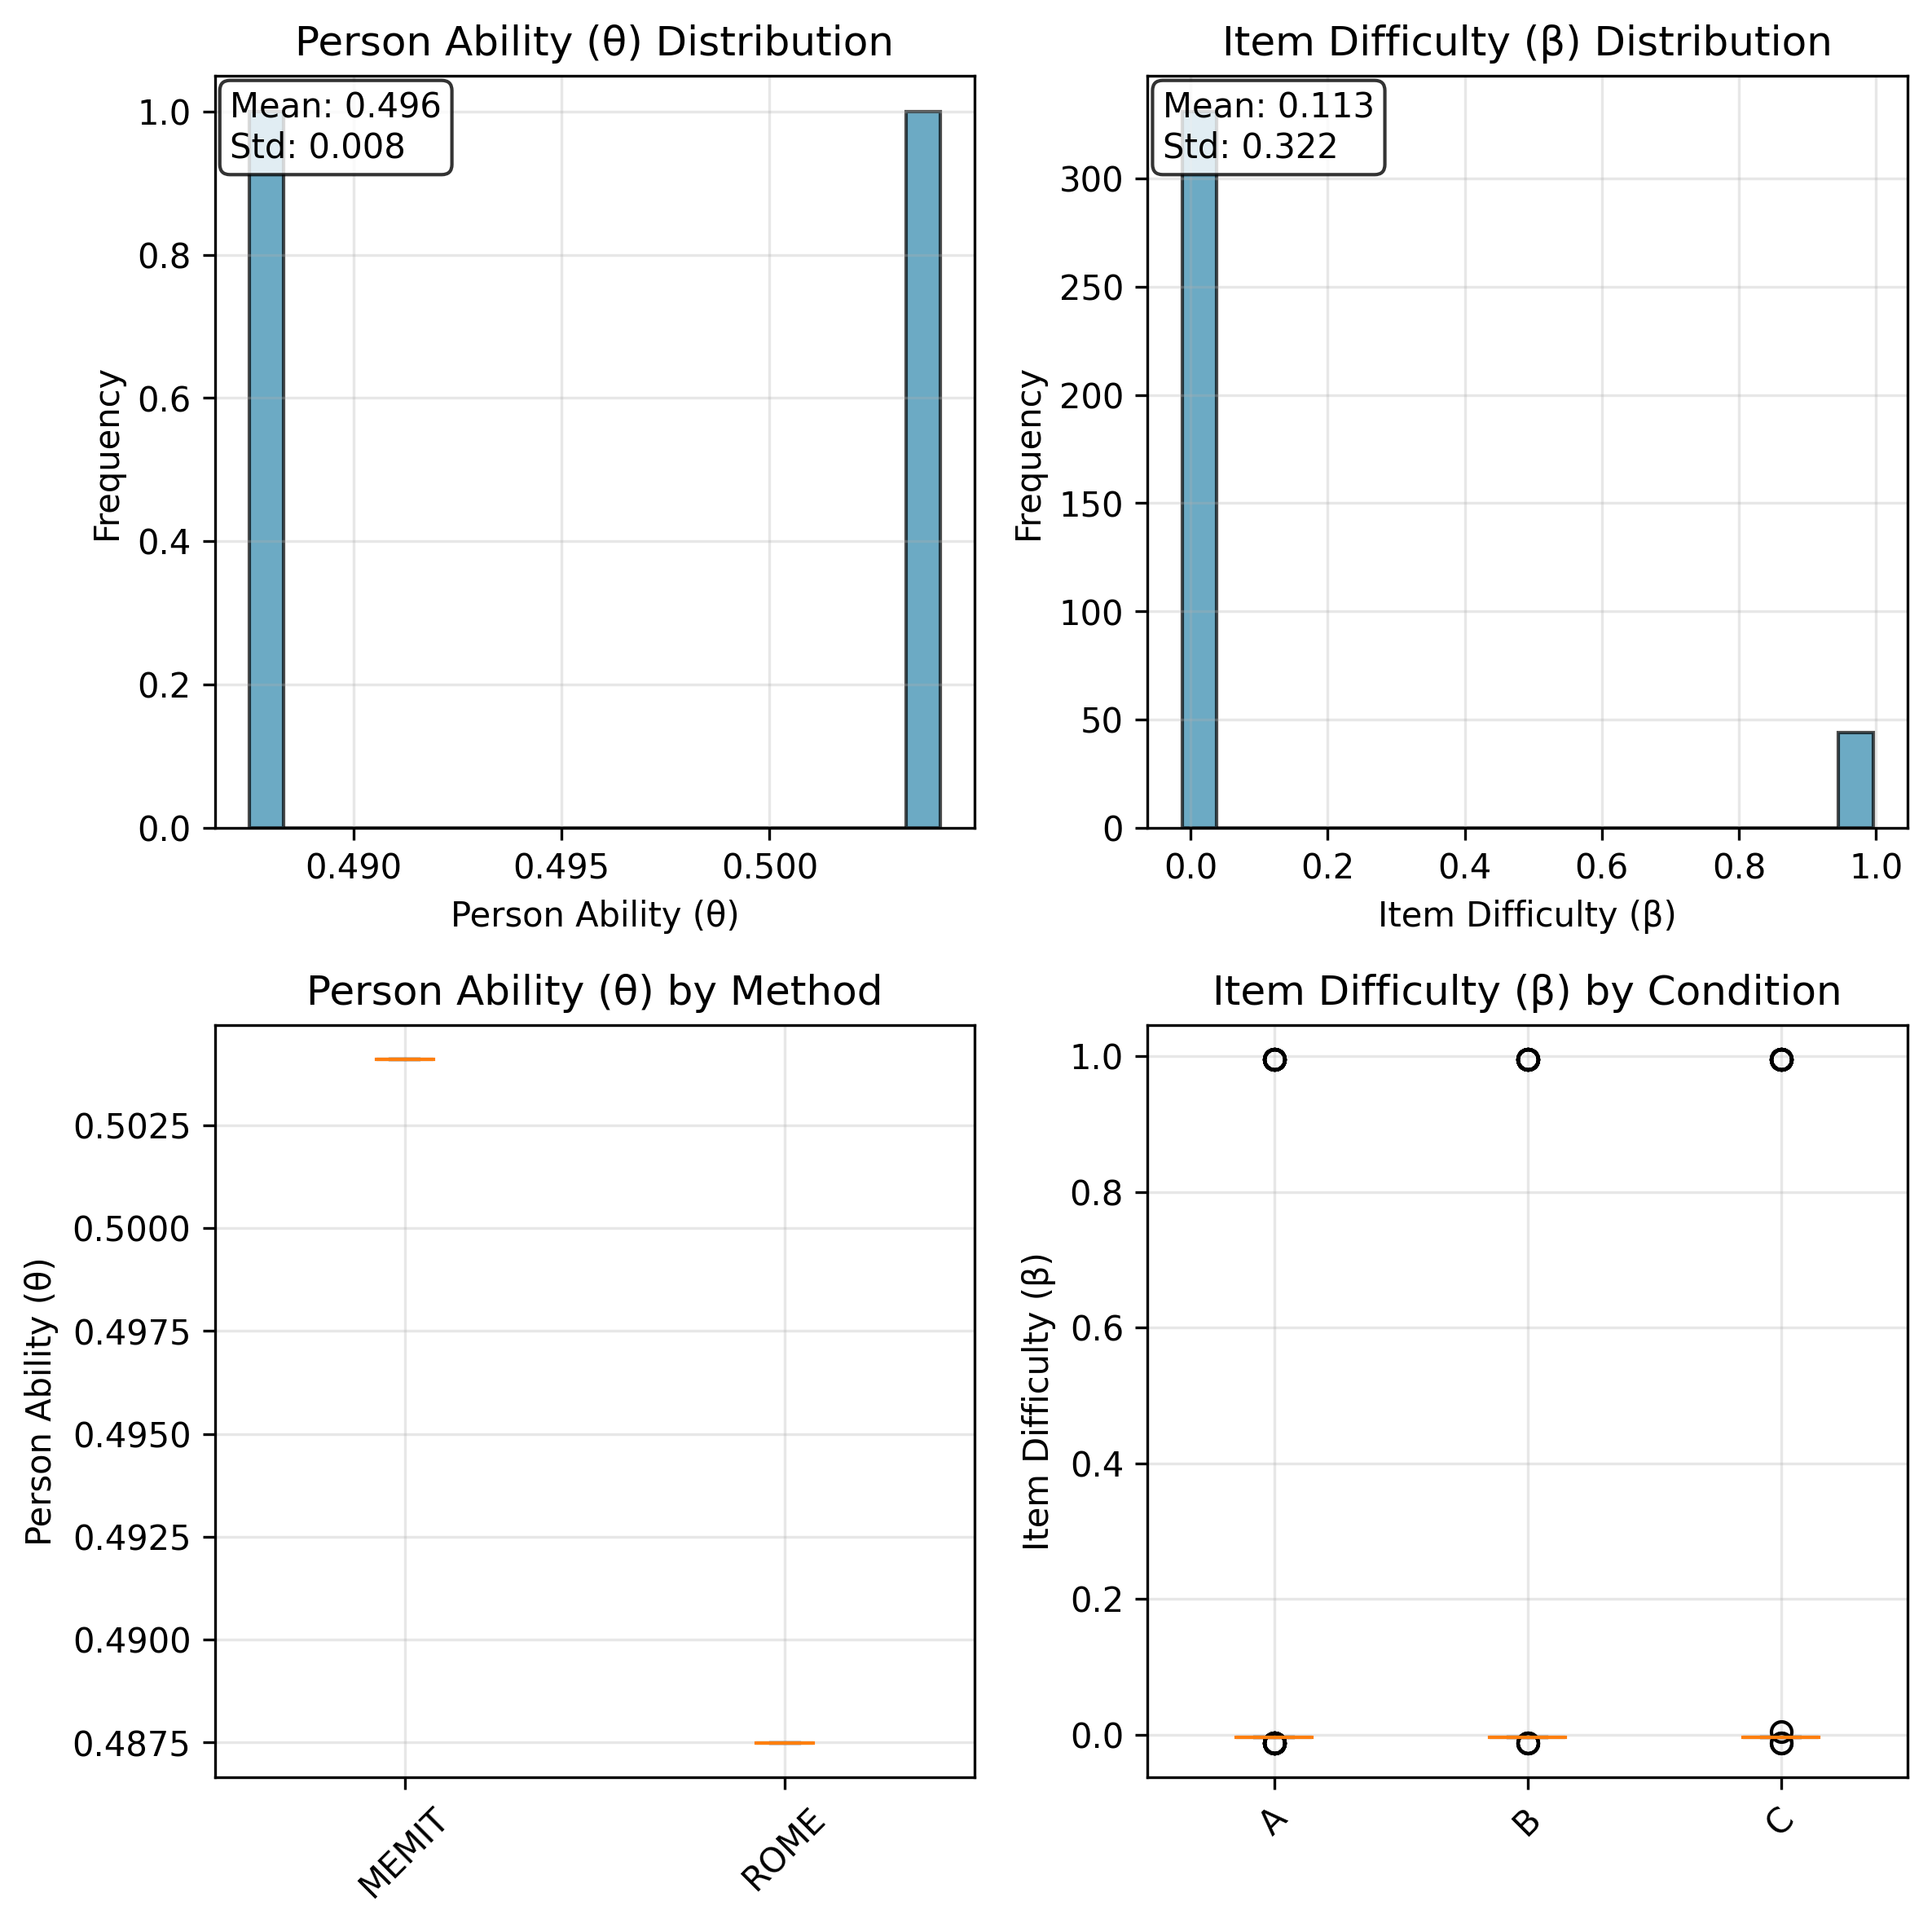 Person Ability (θ) Distribution
Mean: 0.496
Std: 0.008
1.0
0.8
0.6
0.4
0.2
0.0
Frequency
0.490
0.495
0.500
Person Ability (θ)
Item Difficulty (β) Distribution
Mean: 0.113
Std: 0.322
300
250
200
150
100
50
0
Frequency
0.0
0.2
0.4
0.6
0.8
1.0
Item Difficulty (β)
Person Ability (θ) by Method
0.5025
0.5000
0.4975
0.4950
0.4925
0.4900
0.4875
Person Ability (θ)
MEMIT
ROME
Item Difficulty (β) by Condition
1.0
0.8
0.6
0.4
0.2
0.0
Item Difficulty (β)
A
B
C